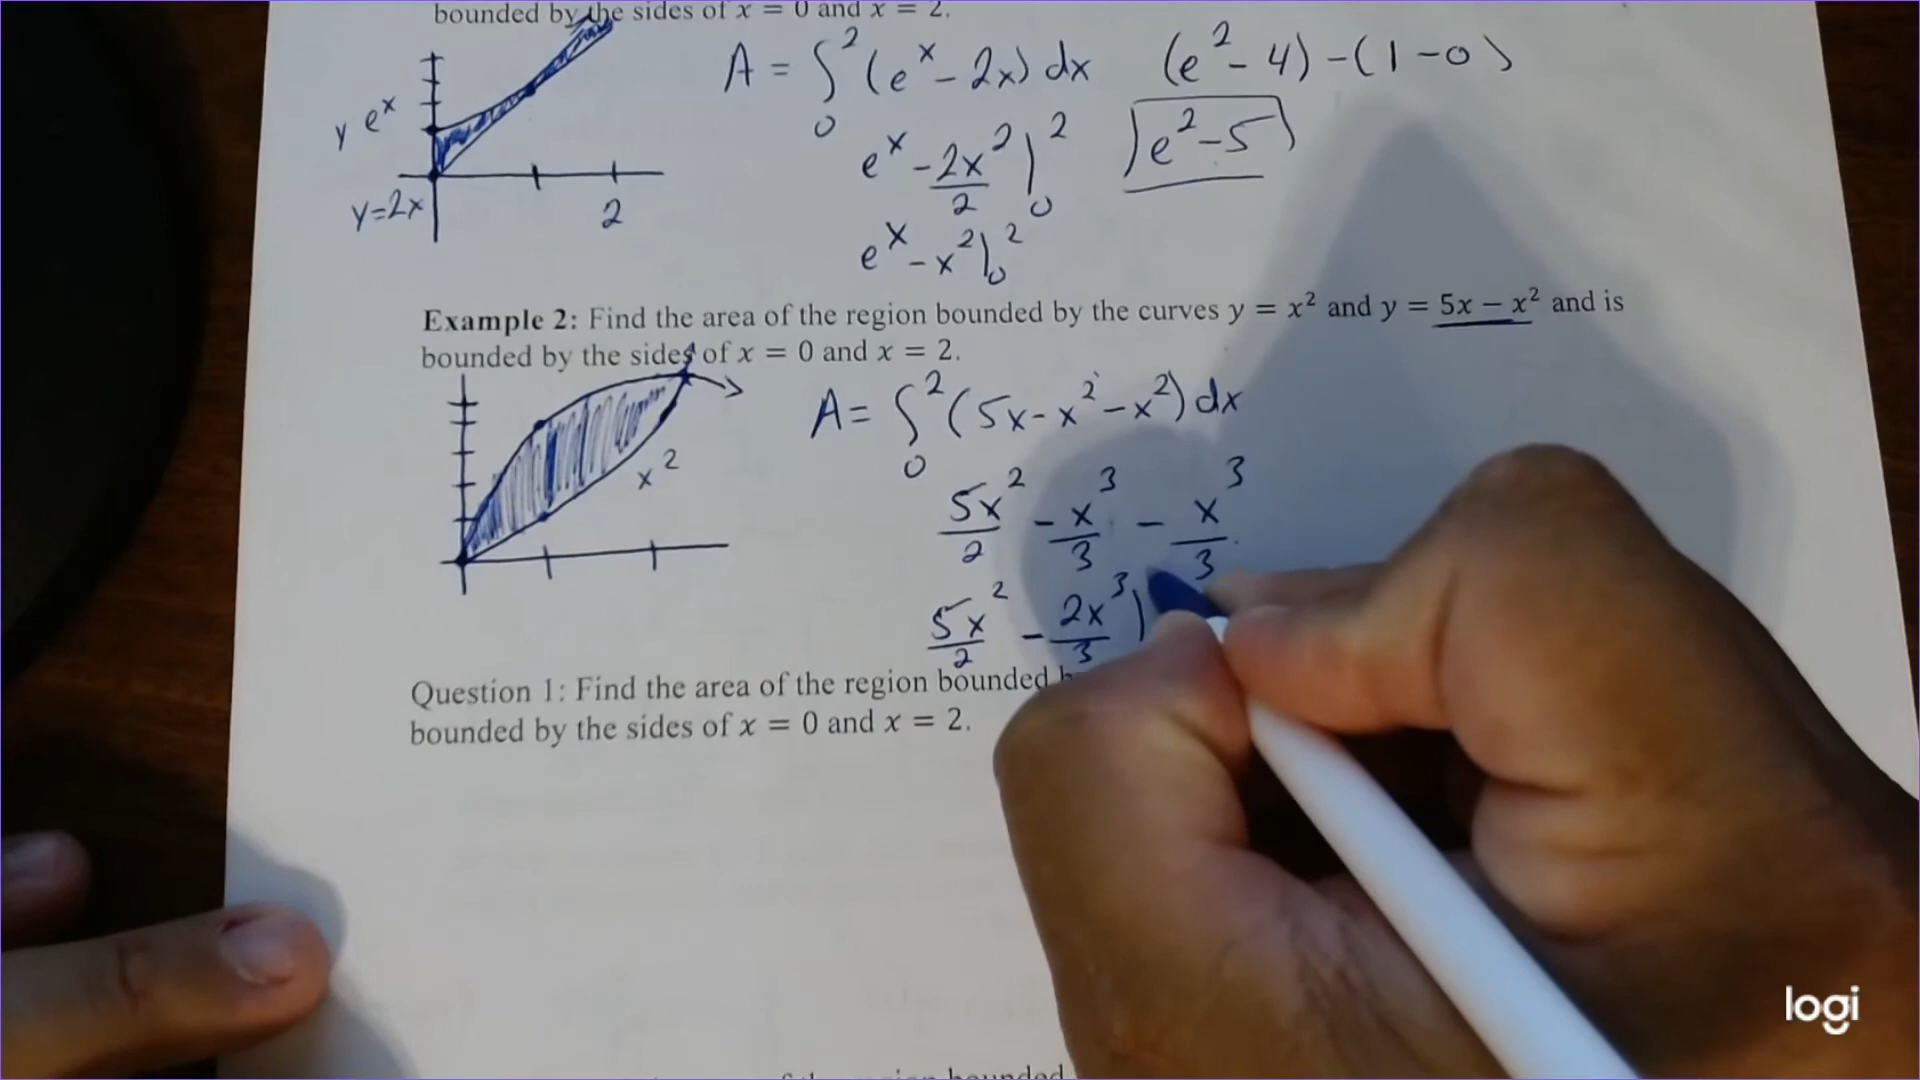 bounded by the sides of x = 0 and x = 2.
A = ∫₀² (eˣ - 2x) dx (e² - 4) - (1 - 0)
y eˣ
eˣ - 2x²/2 |₀² e² - 5
y=2x
2
eˣ - x² |₀²
Example 2: Find the area of the region bounded by the curves y = x² and y = 5x − x² and is
bounded by the sides of x = 0 and x = 2.
A = ∫₀² (5x - x² - x²) dx
x²
5x²/2 - x³/3 - x³/3
5x²/2 - 2x³/3 |
Question 1: Find the area of the region bounded
bounded by the sides of x = 0 and x = 2.
region bounded
logi